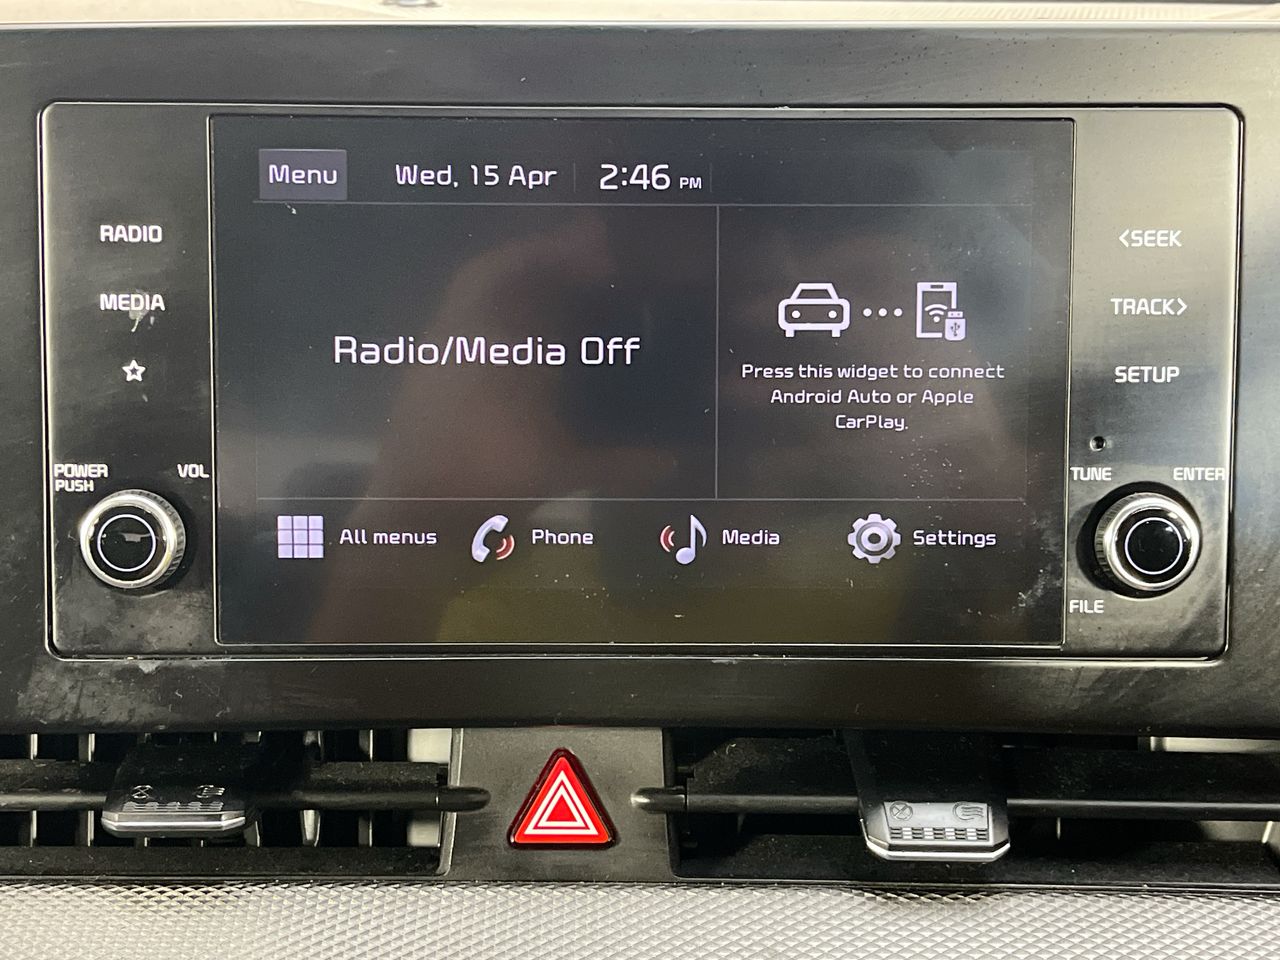 Menu
Wed, 15 Apr
2:46 PM
RADIO
MEDIA
POWER
PUSH
VOL
Radio/Media Off
Press this widget to connect
Android Auto or Apple
CarPlay.
All menus
Phone
Media
Settings
<SEEK
TRACK>
SETUP
TUNE
ENTER
FILE